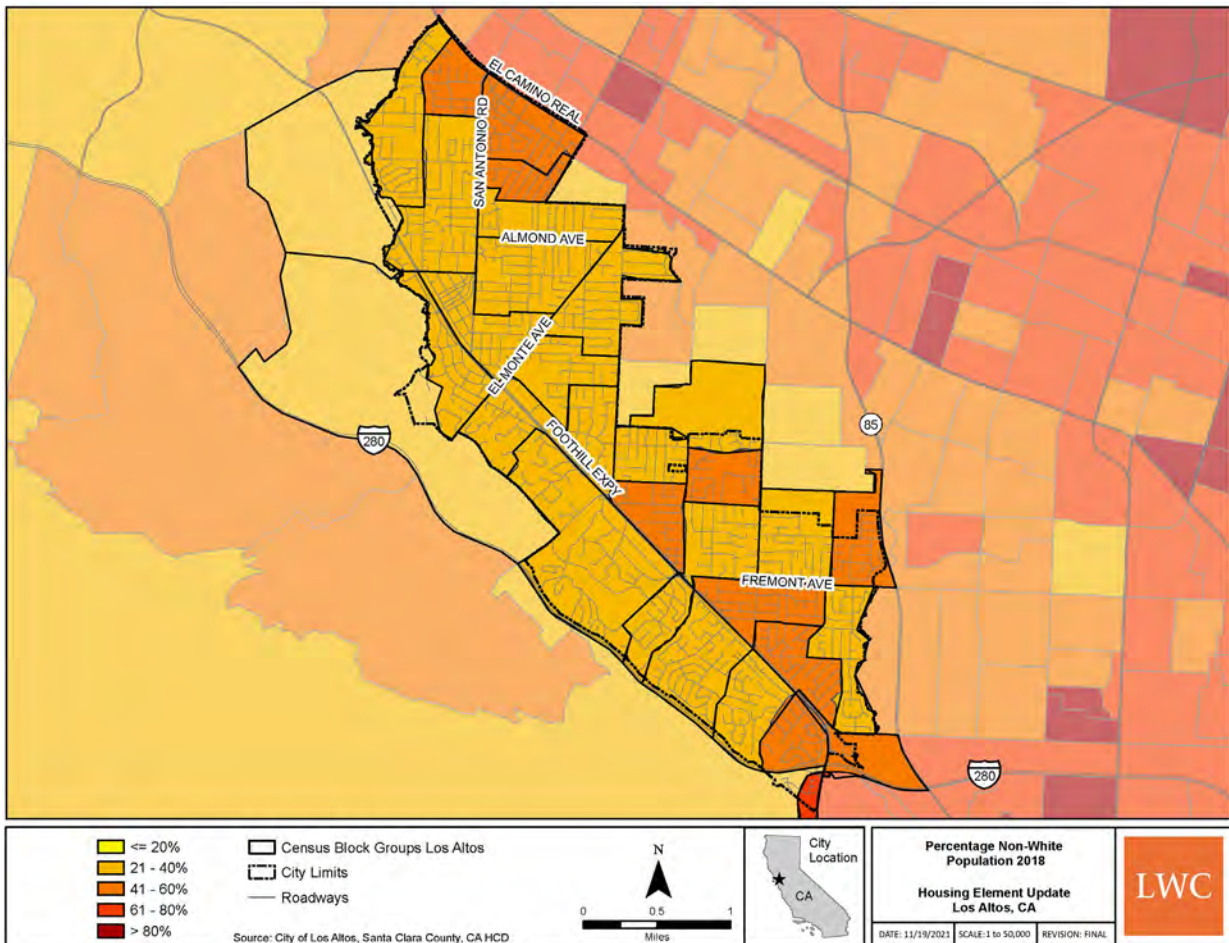 EL CAMINO REAL
SAN ANTONIO RD
ALMOND AVE
EL MONTE AVE
85
280
FOOTHILL EXPY
FREMONT AVE
280
<= 20%
21 - 40%
41 - 60%
61 - 80%
> 80%
Census Block Groups Los Altos
City Limits
Roadways
Source: City of Los Altos, Santa Clara County, CA HCD
N
0 0.5 1
Miles
City
Location
CA
Percentage Non-White
Population 2018
Housing Element Update
Los Altos, CA
DATE: 11/19/2021 SCALE:1 to 50,000 REVISION: FINAL
LWC